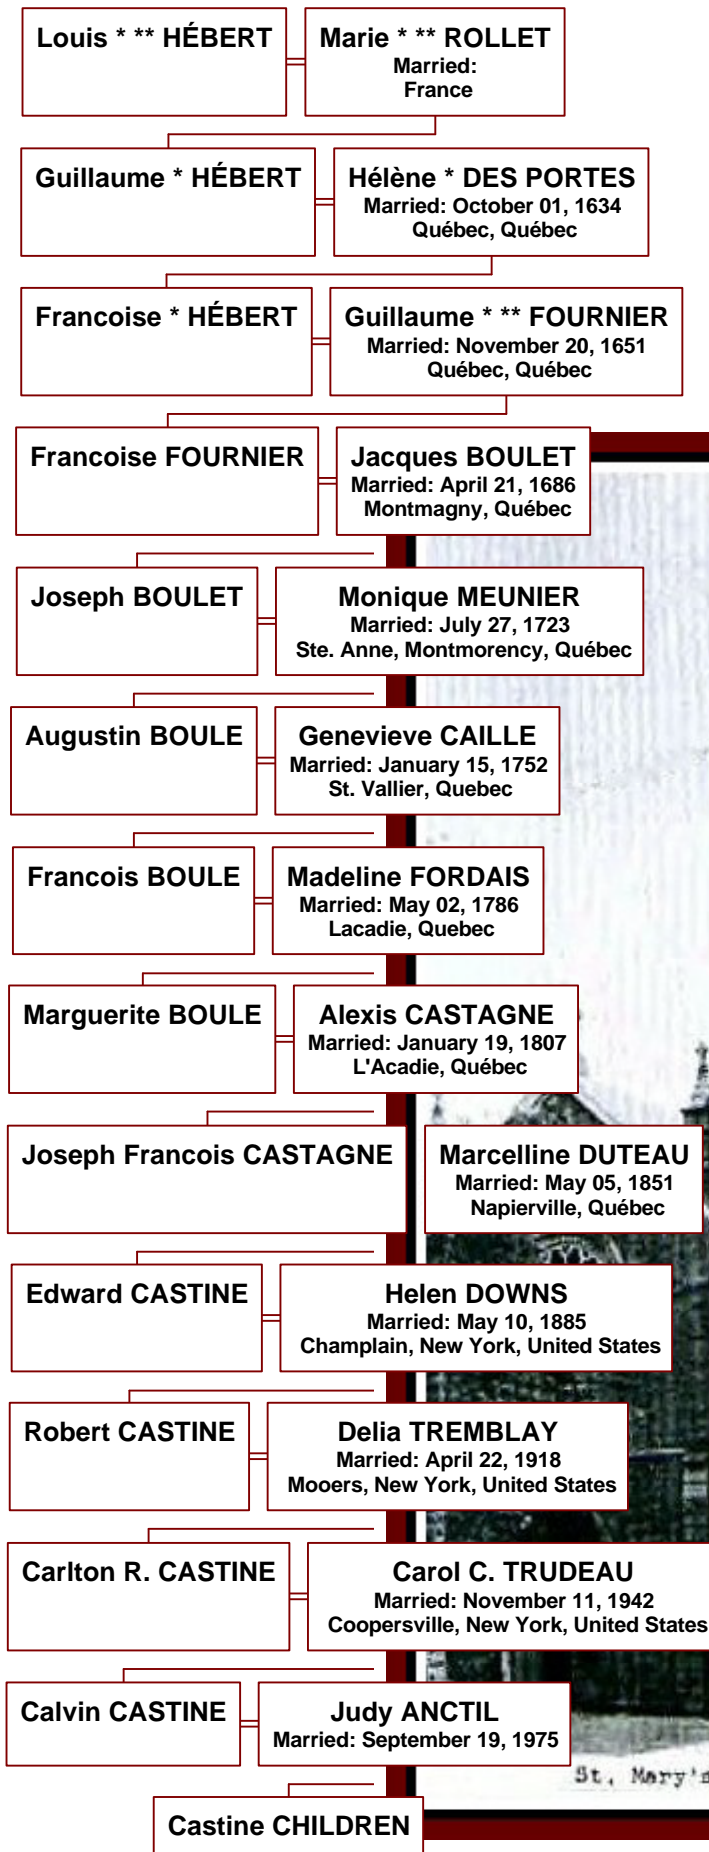 Louis * ** HÉBERT
Marie * ** ROLLET
Married:
France
Guillaume * HÉBERT
Hélène * DES PORTES
Married: October 01, 1634
Québec, Québec
Francoise * HÉBERT
Guillaume * ** FOURNIER
Married: November 20, 1651
Québec, Québec
Francoise FOURNIER
Jacques BOULET
Married: April 21, 1686
Montmagny, Québec
Joseph BOULET
Monique MEUNIER
Married: July 27, 1723
Ste. Anne, Montmorency, Québec
Augustin BOULE
Genevieve CAILLE
Married: January 15, 1752
St. Vallier, Quebec
Francois BOULE
Madeline FORDAIS
Married: May 02, 1786
Lacadie, Quebec
Marguerite BOULE
Alexis CASTAGNE
Married: January 19, 1807
L'Acadie, Québec
Joseph Francois CASTAGNE
Marcelline DUTEAU
Married: May 05, 1851
Napierville, Québec
Edward CASTINE
Helen DOWNS
Married: May 10, 1885
Champlain, New York, United States
Robert CASTINE
Delia TREMBLAY
Married: April 22, 1918
Mooers, New York, United States
Carlton R. CASTINE
Carol C. TRUDEAU
Married: November 11, 1942
Coopersville, New York, United States
Calvin CASTINE
Judy ANCTIL
Married: September 19, 1975
St. Mary's
Castine CHILDREN